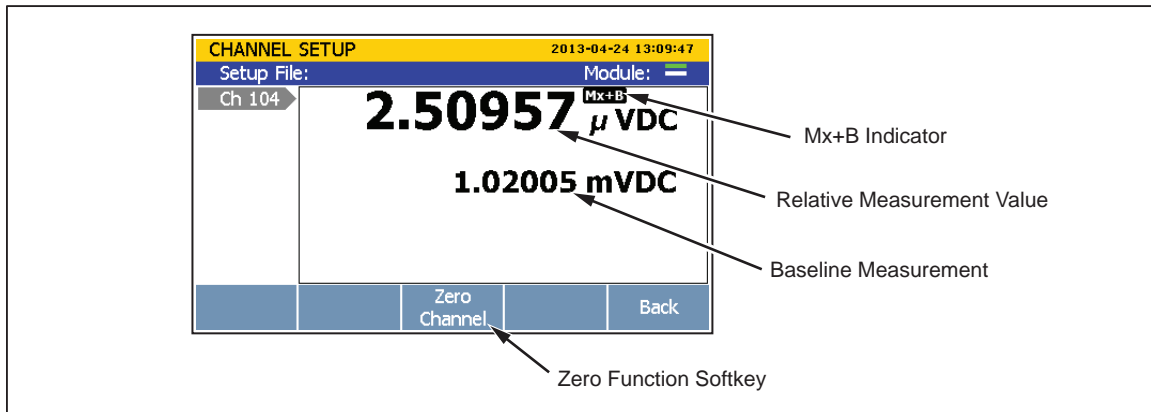 CHANNEL SETUP 2013-04-24 13:09:47
Setup File: Module:
Ch 104 2.50957 Mx+B µ VDC
Mx+B Indicator
1.02005 mVDC
Relative Measurement Value
Baseline Measurement
Zero Channel Back
Zero Function Softkey